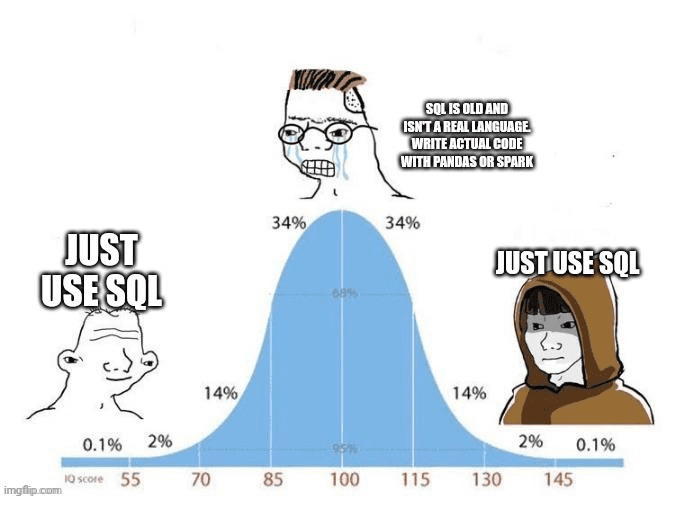 SQL IS OLD AND
ISN'T A REAL LANGUAGE.
WRITE ACTUAL CODE
WITH PANDAS OR SPARK
34% 34%
JUST
USE SQL
JUST USE SQL
68%
14% 14%
0.1% 2% 95% 2% 0.1%
IQ score 55 70 85 100 115 130 145
imgflip.com